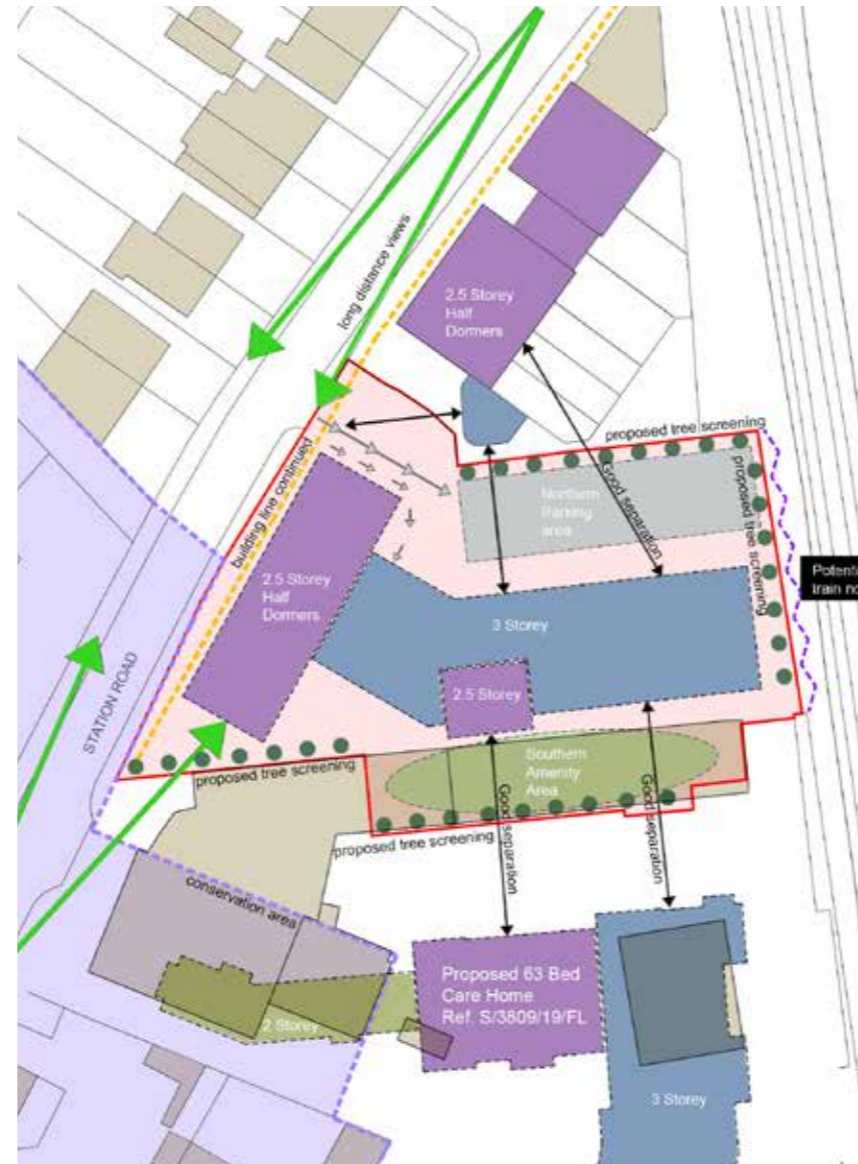 long distance views
2.5 Storey
Half
Dormers
proposed tree screening
building line continued
Northern
Parking
area
Good separation
proposed tree screening
2.5 Storey
Half
Dormers
3 Storey
STATION ROAD
2.5 Storey
proposed tree screening
Southern
Amenity
Area
Good separation
Good separation
proposed tree screening
conservation area
Proposed 63 Bed
Care Home
Ref. S/3809/19/FL
2 Storey
3 Storey
train